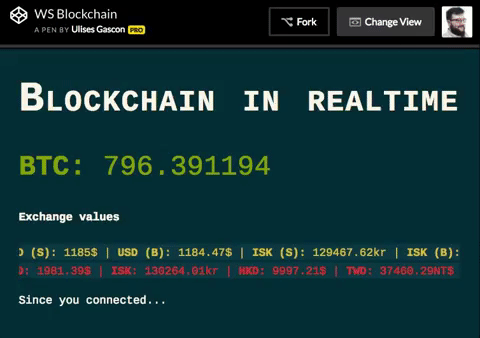 WS Blockchain
A PEN BY Ulises Gascon PRO
Fork
Change View
BLOCKCHAIN IN REALTIME
BTC: 796.391194
Exchange values
D (S): 1185$ | USD (B): 1184.47$ | ISK (S): 129467.62kr | ISK (B):
: 1981.39$ | ISK: 130264.01kr | HKD: 9997.21$ | TWD: 37460.29NT$
Since you connected...